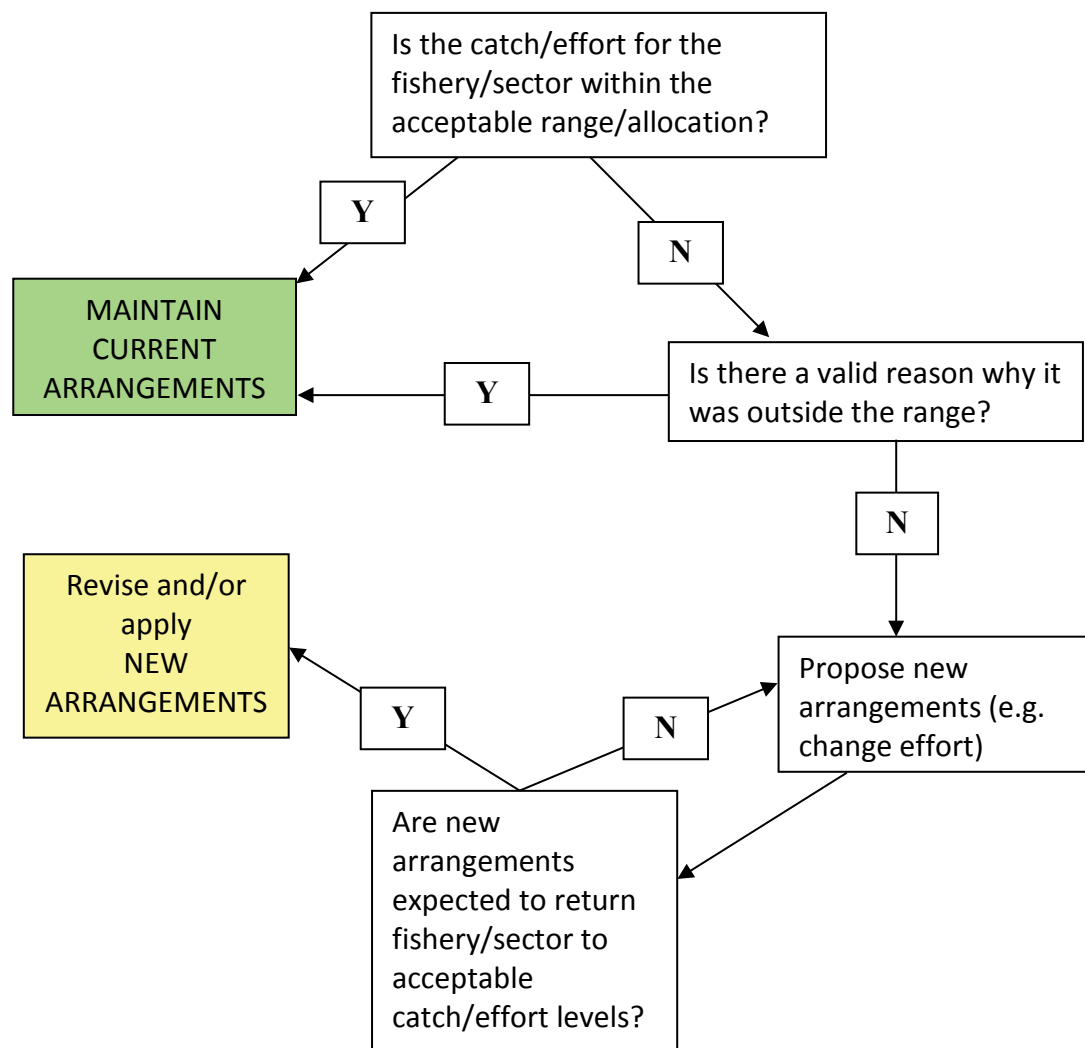 Is the catch/effort for the
fishery/sector within the
acceptable range/allocation?
Y
N
MAINTAIN
CURRENT
ARRANGEMENTS
Y
Is there a valid reason why it
was outside the range?
N
Revise and/or
apply
NEW
ARRANGEMENTS
Y
N
Propose new
arrangements (e.g.
change effort)
Are new
arrangements
expected to return
fishery/sector to
acceptable
catch/effort levels?